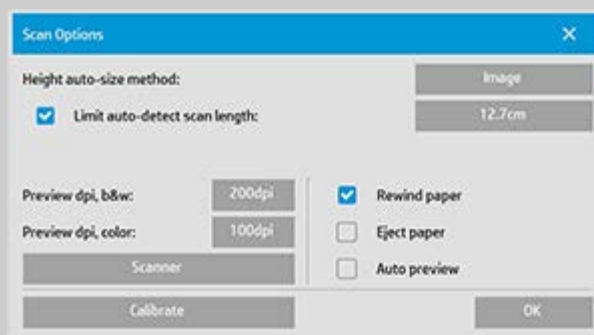 Scan Options
Height auto-size method: Image
Limit auto-detect scan length: 12.7cm
Preview dpi, b&w: 200dpi Rewind paper
Preview dpi, color: 100dpi Eject paper
Scanner Auto preview
Calibrate OK